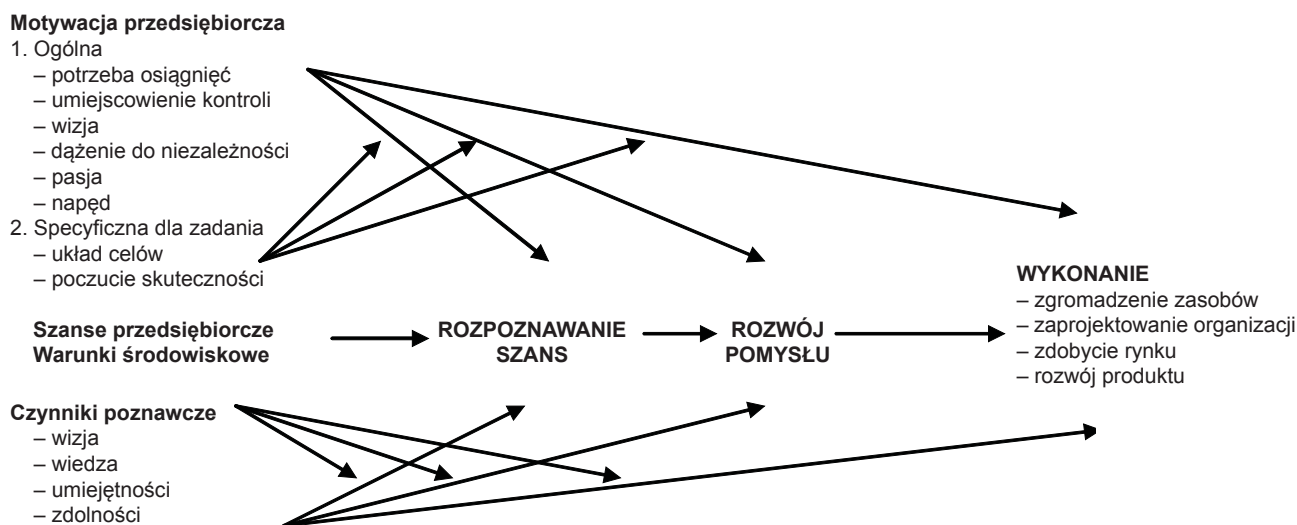 Motywacja przedsiębiorcza
1. Ogólna
– potrzeba osiągnięć
– umiejscowienie kontroli
– wizja
– dążenie do niezależności
– pasja
– napęd
2. Specyficzna dla zadania
– układ celów
– poczucie skuteczności
Szanse przedsiębiorcze
Warunki środowiskowe
ROZPOZNAWANIE
SZANS
ROZWÓJ
POMYSŁU
WYKONANIE
– zgromadzenie zasobów
– zaprojektowanie organizacji
– zdobycie rynku
– rozwój produktu
Czynniki poznawcze
– wizja
– wiedza
– umiejętności
– zdolności